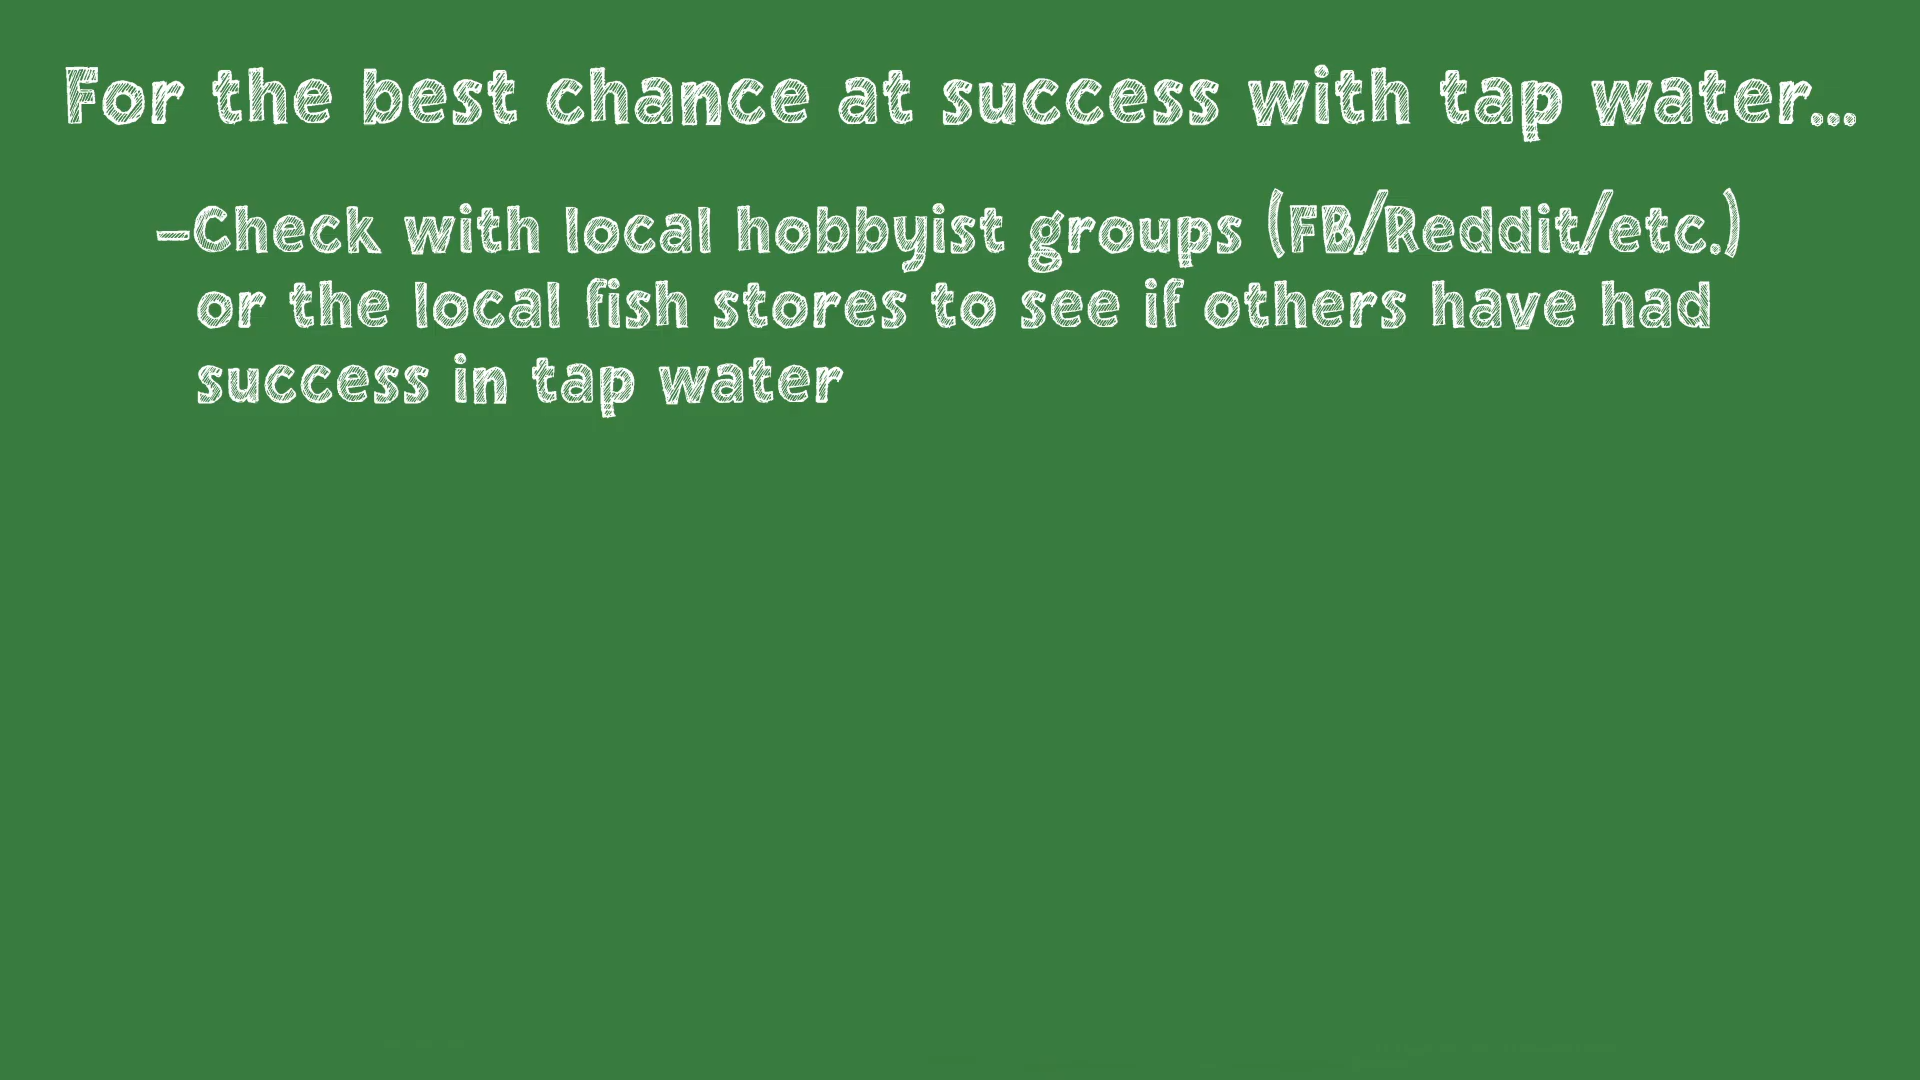 For the best chance at success with tap water...
-Check with local hobbyist groups (FB/Reddit/etc.)
or the local fish stores to see if others have had
success in tap water